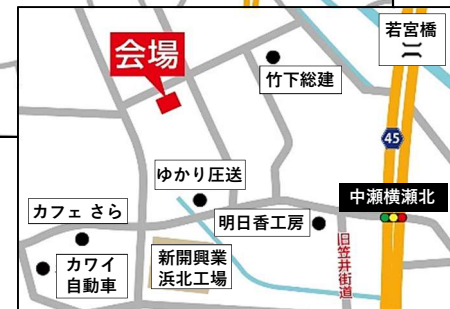 若宮橋
会場
竹下総建
45
ゆかり圧送
中瀬横瀬北
カフェ さら
明日香工房
旧笠井街道
新開興業
浜北工場
カワイ
自動車